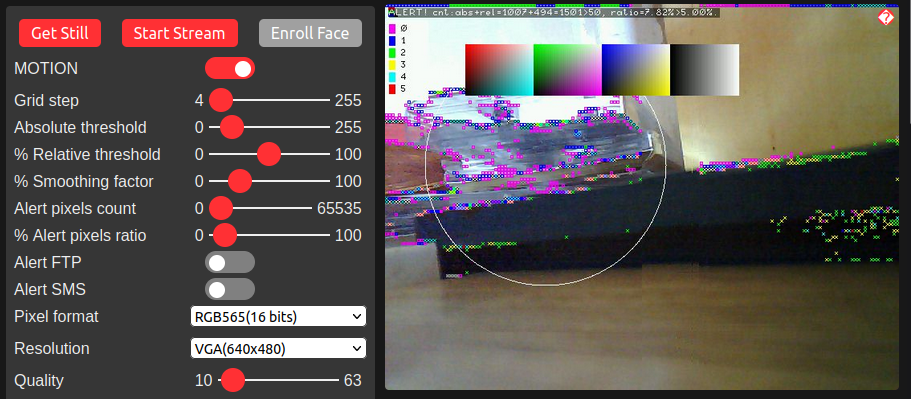 Get Still Start Stream Enroll Face
MOTION
Grid step 4 255
Absolute threshold 0 255
% Relative threshold 0 100
% Smoothing factor 0 100
Alert pixels count 0 65535
% Alert pixels ratio 0 100
Alert FTP
Alert SMS
Pixel format RGB565(16 bits)
Resolution VGA(640x480)
Quality 10 63
ALERT! cnl:abs+rel=1007+494=1501>50, ratio=7.82%>5.00%.
?
0
1
2
3
4
5